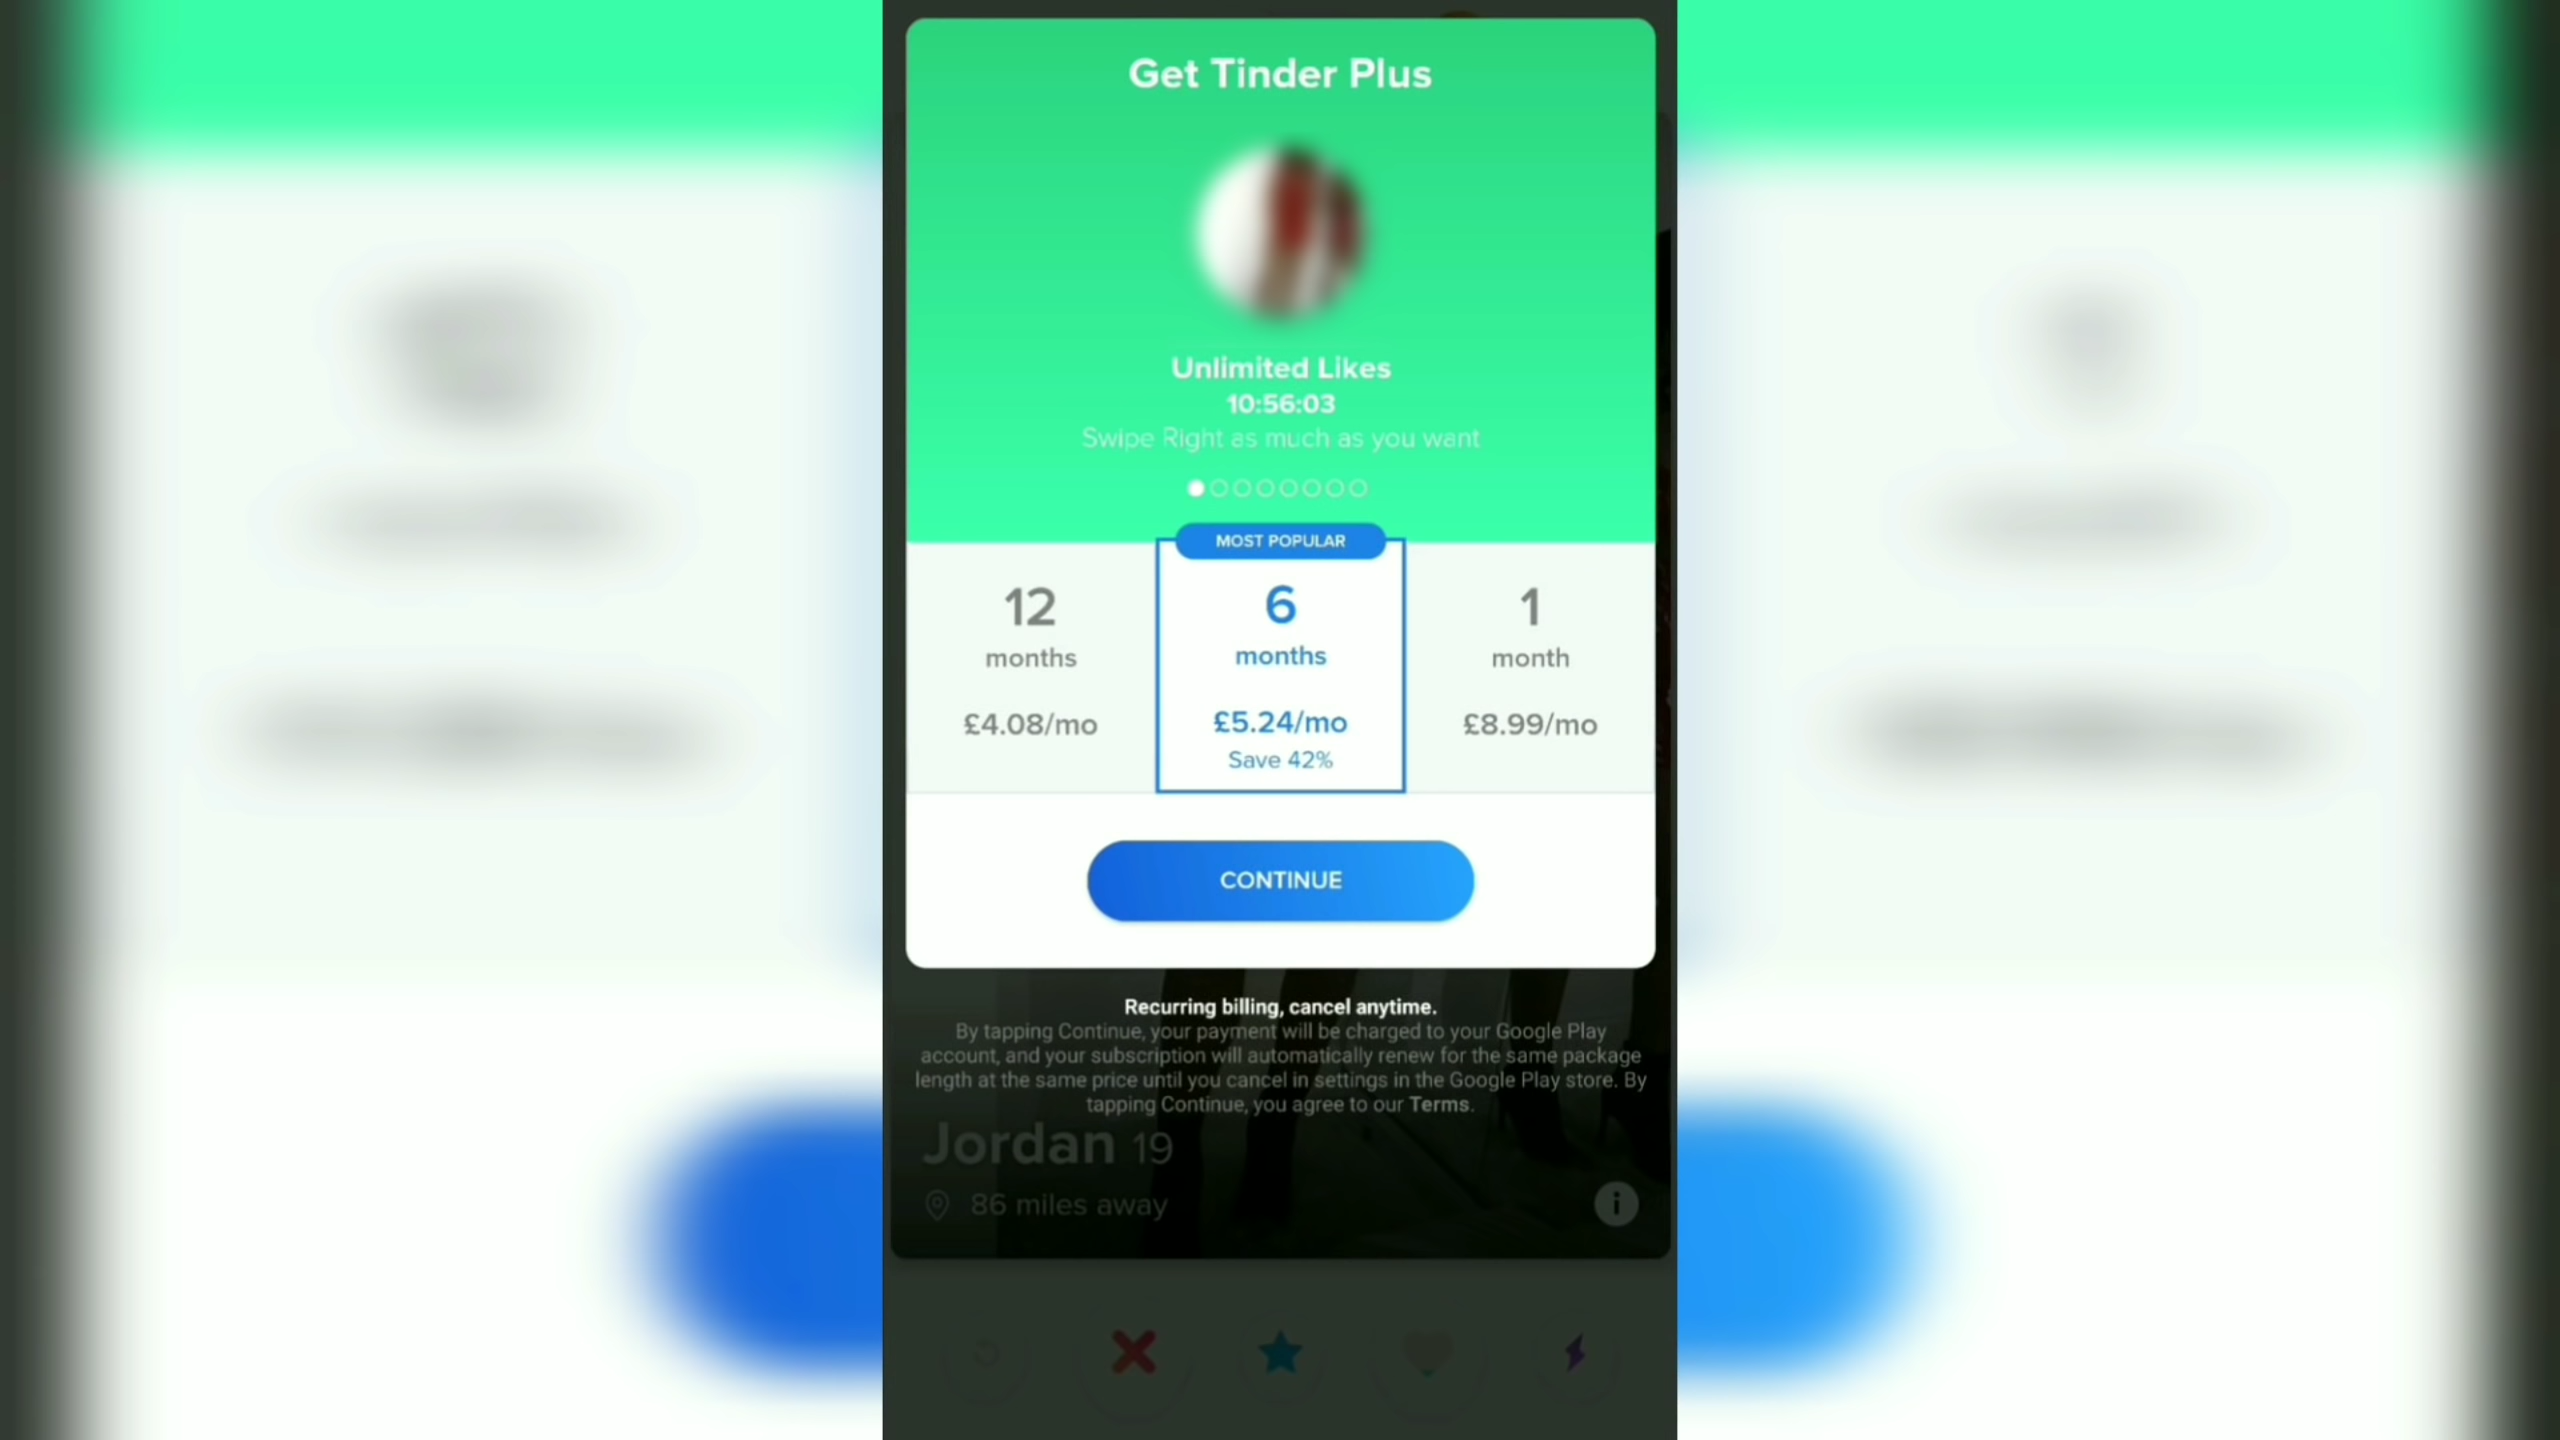 Get Tinder Plus
Unlimited Likes
10:56:03
Swipe Right as much as you want
MOST POPULAR
12
months
£4.08/mo
6
months
£5.24/mo
Save 42%
1
month
£8.99/mo
CONTINUE
Recurring billing, cancel anytime.
By tapping Continue, your payment will be charged to your Google Play
account, and your subscription will automatically renew for the same package
length at the same price until you cancel in settings in the Google Play store. By
tapping Continue, you agree to our Terms.
Jordan 19
86 miles away